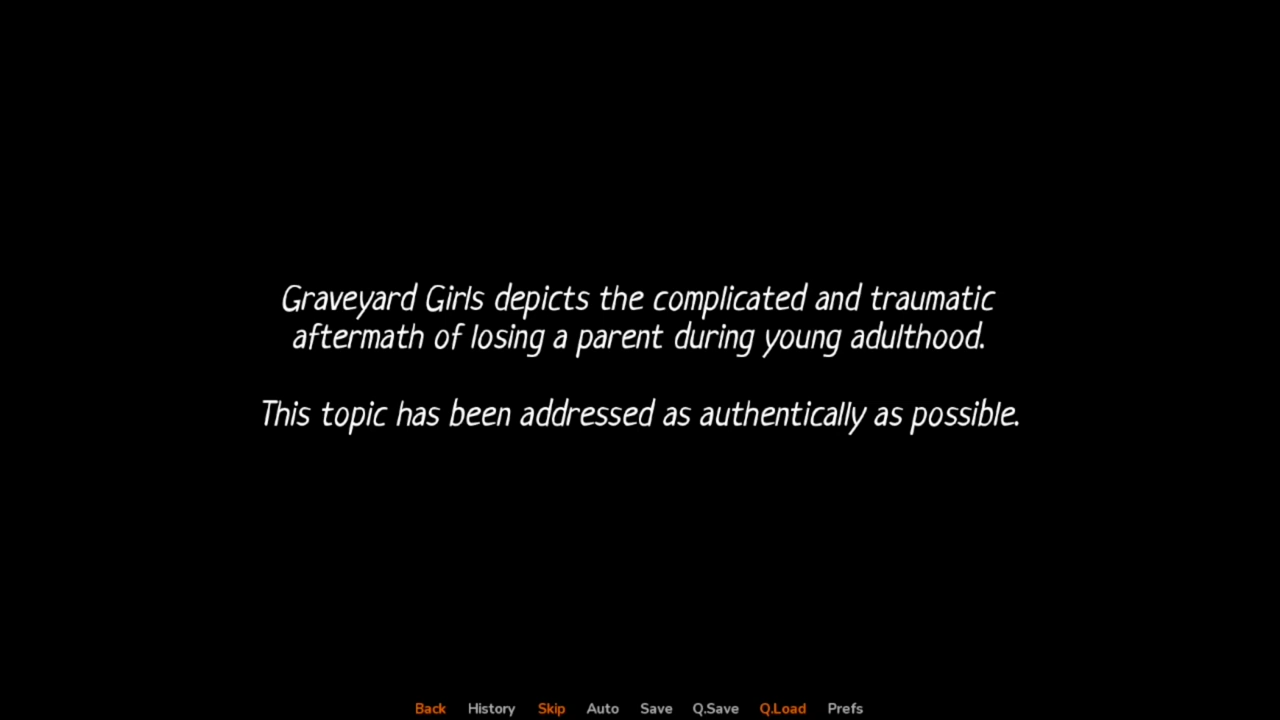 Graveyard Girls depicts the complicated and traumatic
aftermath of losing a parent during young adulthood.
This topic has been addressed as authentically as possible.
Back History Skip Auto Save Q.Save Q.Load Prefs